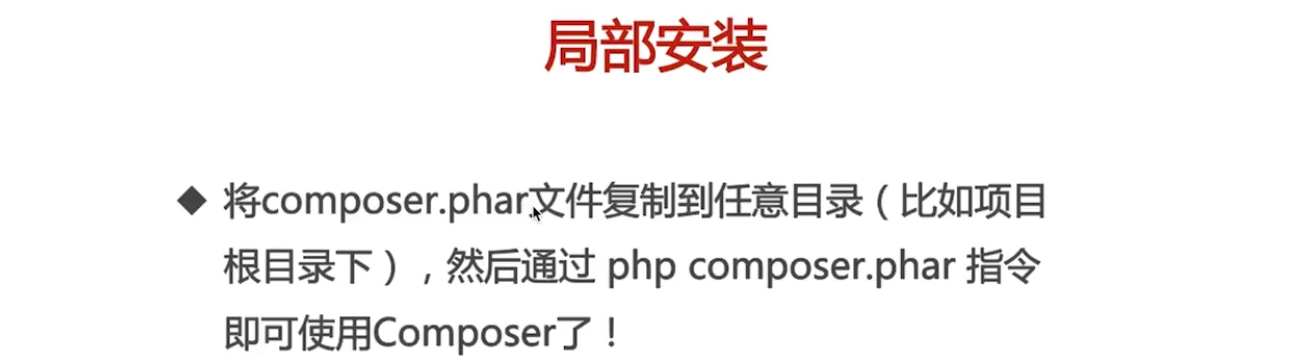 局部安装
◆ 将composer.phar文件复制到任意目录（比如项目
根目录下），然后通过 php composer.phar 指令
即可使用Composer了！